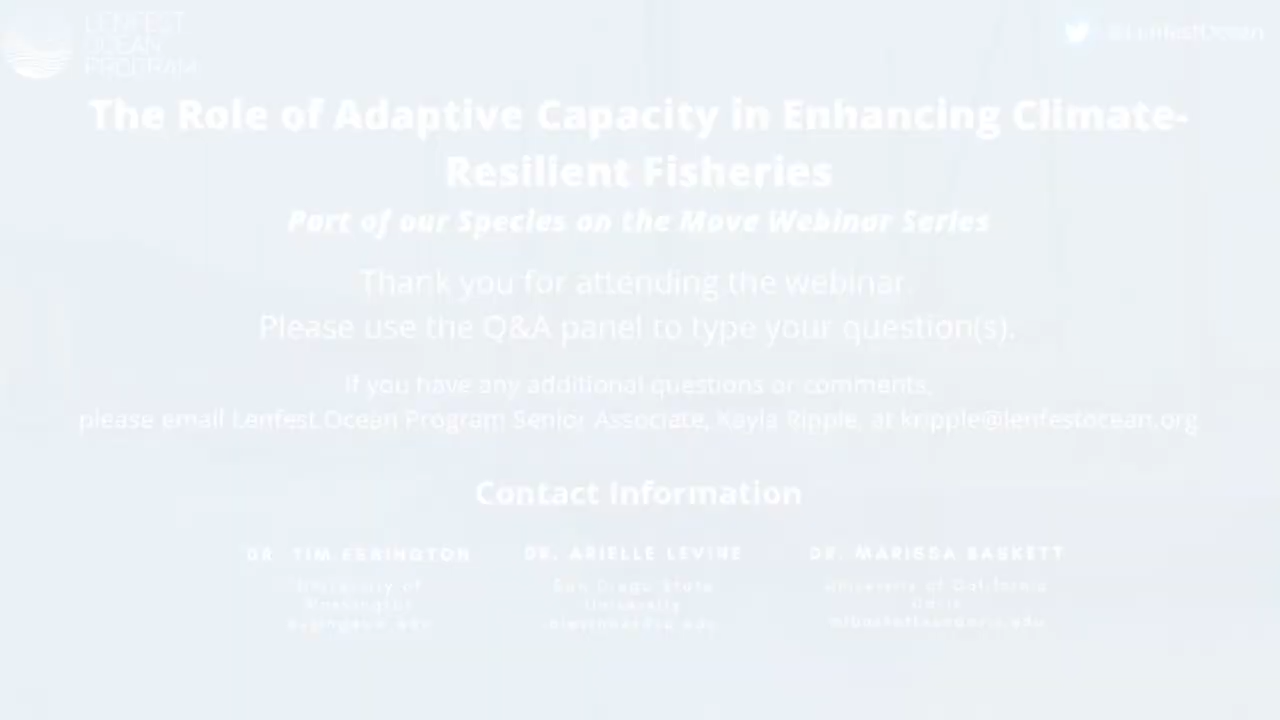 LENFEST
OCEAN
PROGRAM
@LenfestOcean
The Role of Adaptive Capacity in Enhancing Climate-
Resilient Fisheries
Part of our Species on the Move Webinar Series
Thank you for attending the webinar.
Please use the Q&A panel to type your question(s).
If you have any additional questions or comments,
please email Lenfest Ocean Program Senior Associate, Kayla Ripple, at kripple@lenfestocean.org
Contact Information
DR. TIM ESSINGTON
DR. ARIELLE LEVINE
DR. MARISSA BASKETT
University of
Washington
San Diego State
University
University of California
Davis